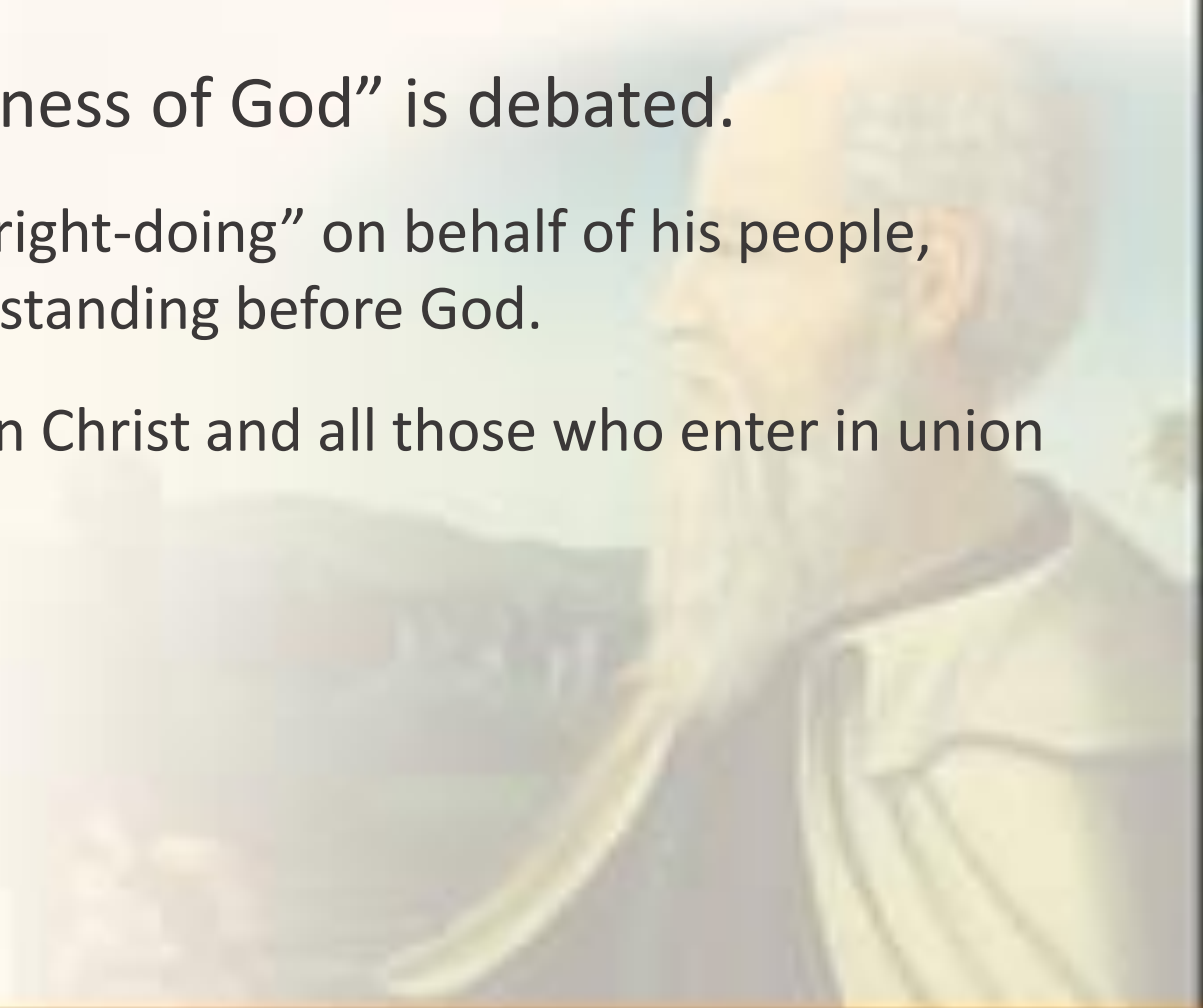 ness of God” is debated.
right-doing” on behalf of his people,
standing before God.
n Christ and all those who enter in union